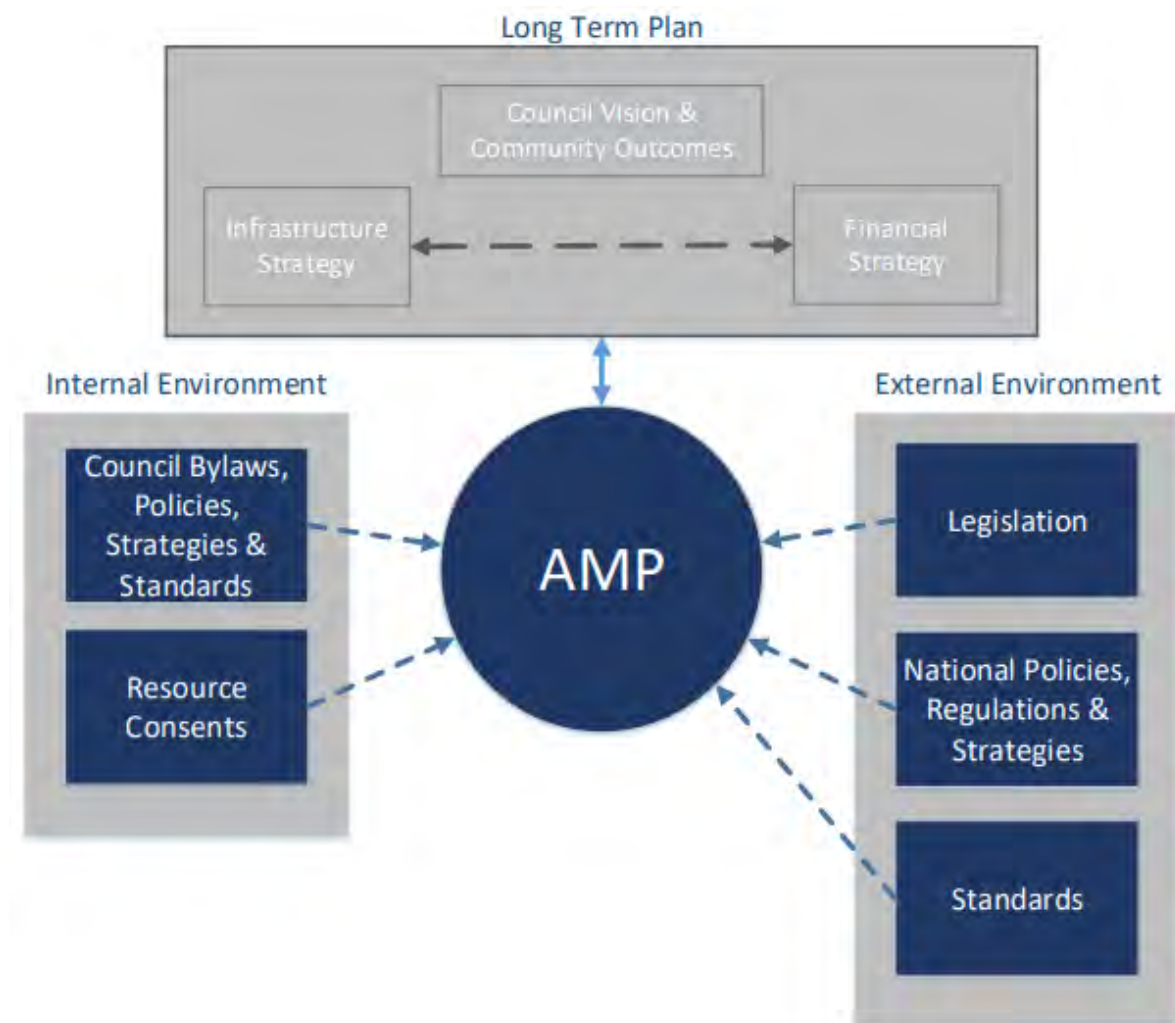 Long Term Plan
Council Vision &
Community Outcomes
Infrastructure
Strategy
Financial
Strategy
Internal Environment
Council Bylaws,
Policies,
Strategies &
Standards
Resource
Consents
AMP
External Environment
Legislation
National Policies,
Regulations &
Strategies
Standards